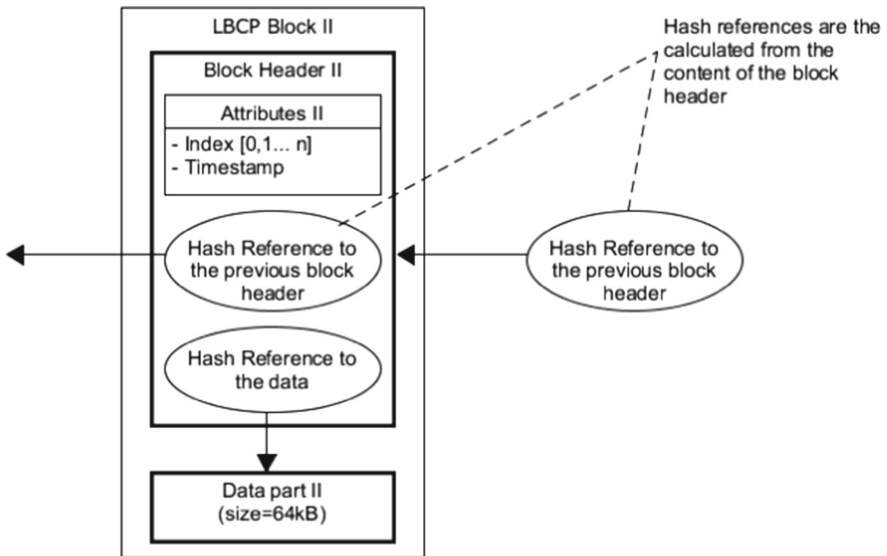 LBCP Block II
Block Header II
Attributes II
- Index [0,1... n]
- Timestamp
Hash Reference to
the previous block
header
Hash Reference to
the data
Data part II
(size=64kB)
Hash references are the
calculated from the
content of the block
header
Hash Reference to
the previous block
header